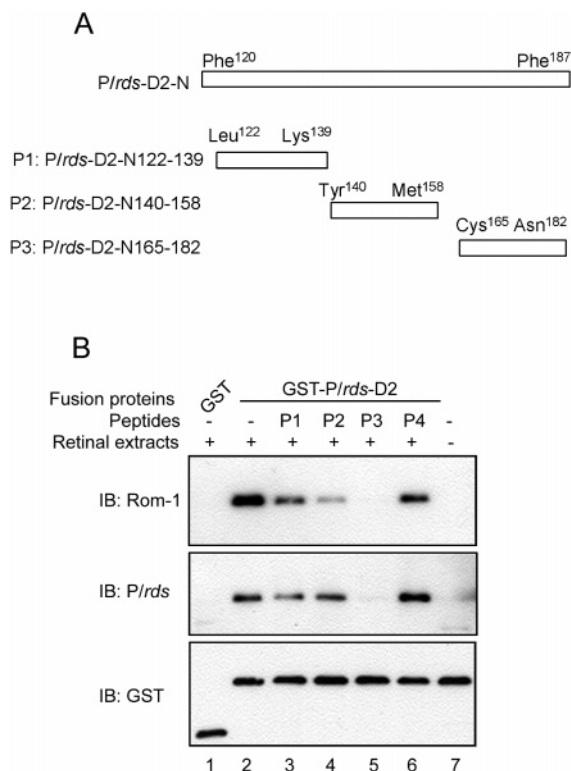 A
Phe120 Phe187
P/rds-D2-N
Leu122 Lys139
P1: P/rds-D2-N122-139
Tyr140 Met158
P2: P/rds-D2-N140-158
Cys165 Asn182
P3: P/rds-D2-N165-182
B
Fusion proteins GST GST-P/rds-D2
Peptides - - P1 P2 P3 P4 -
Retinal extracts + + + + + + -
IB: Rom-1
IB: P/rds
IB: GST
1 2 3 4 5 6 7